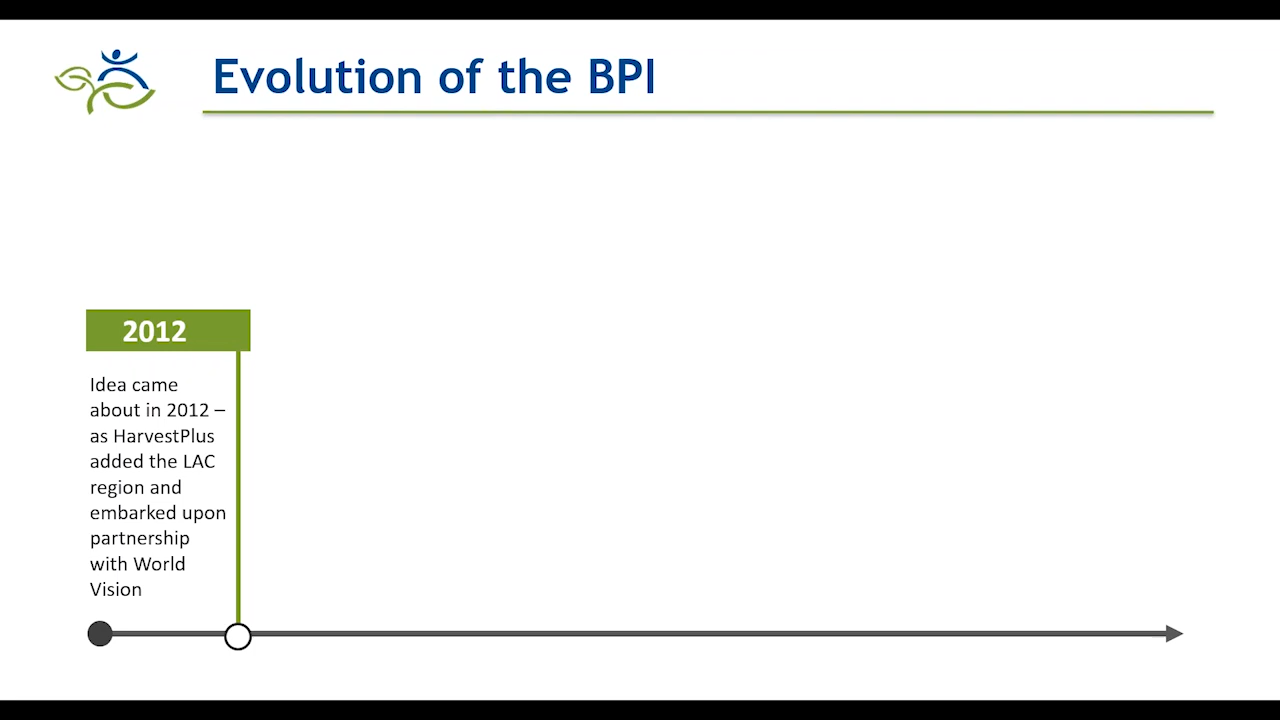 Evolution of the BPI
2012
Idea came
about in 2012 –
as HarvestPlus
added the LAC
region and
embarked upon
partnership
with World
Vision